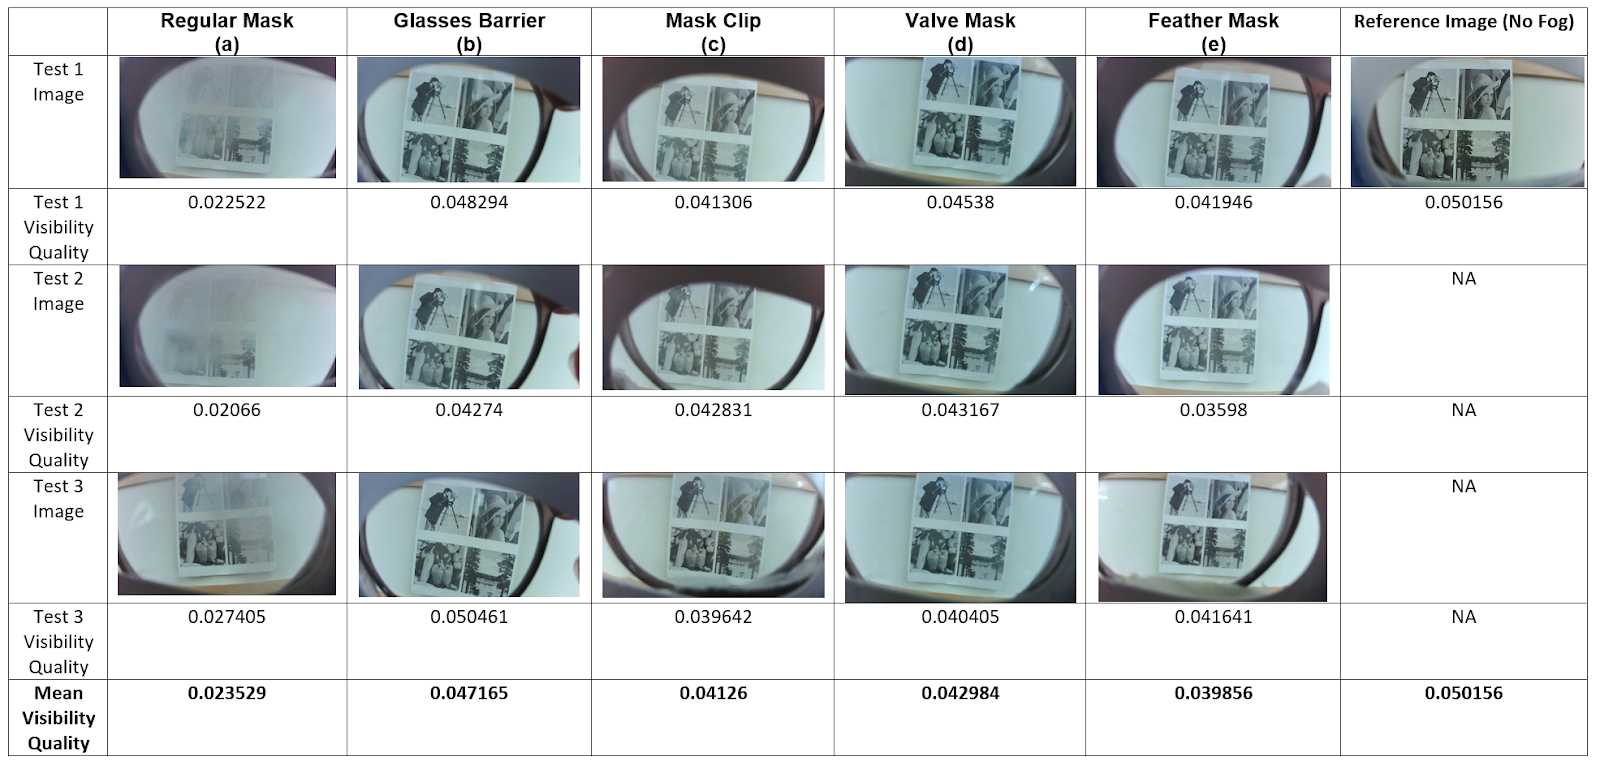 Regular Mask
(a)
Glasses Barrier
(b)
Mask Clip
(c)
Valve Mask
(d)
Feather Mask
(e)
Reference Image (No Fog)
Test 1
Image
Test 1
Visibility
Quality
0.022522
0.048294
0.041306
0.04538
0.041946
0.050156
Test 2
Image
NA
Test 2
Visibility
Quality
0.02066
0.04274
0.042831
0.043167
0.03598
NA
Test 3
Image
NA
Test 3
Visibility
Quality
0.027405
0.050461
0.039642
0.040405
0.041641
NA
Mean
Visibility
Quality
0.023529
0.047165
0.04126
0.042984
0.039856
0.050156